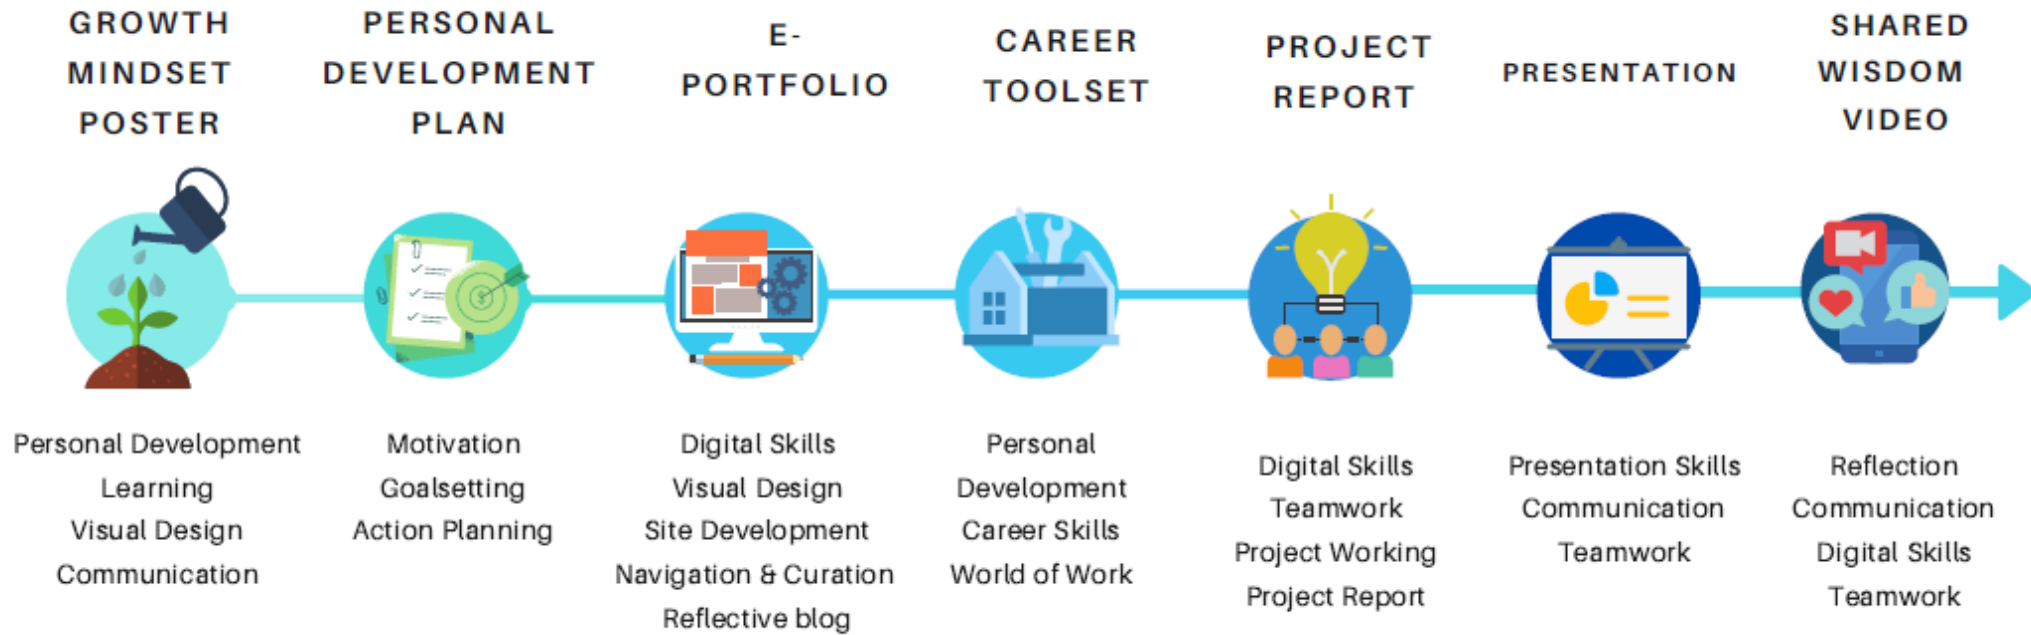 GROWTH
MINDSET
POSTER
PERSONAL
DEVELOPMENT
PLAN
E-
PORTFOLIO
CAREER
TOOLSET
PROJECT
REPORT
PRESENTATION
SHARED
WISDOM
VIDEO
Personal Development
Learning
Visual Design
Communication
Motivation
Goalsetting
Action Planning
Digital Skills
Visual Design
Site Development
Navigation & Curation
Reflective blog
Personal
Development
Career Skills
World of Work
Digital Skills
Teamwork
Project Working
Project Report
Presentation Skills
Communication
Teamwork
Reflection
Communication
Digital Skills
Teamwork